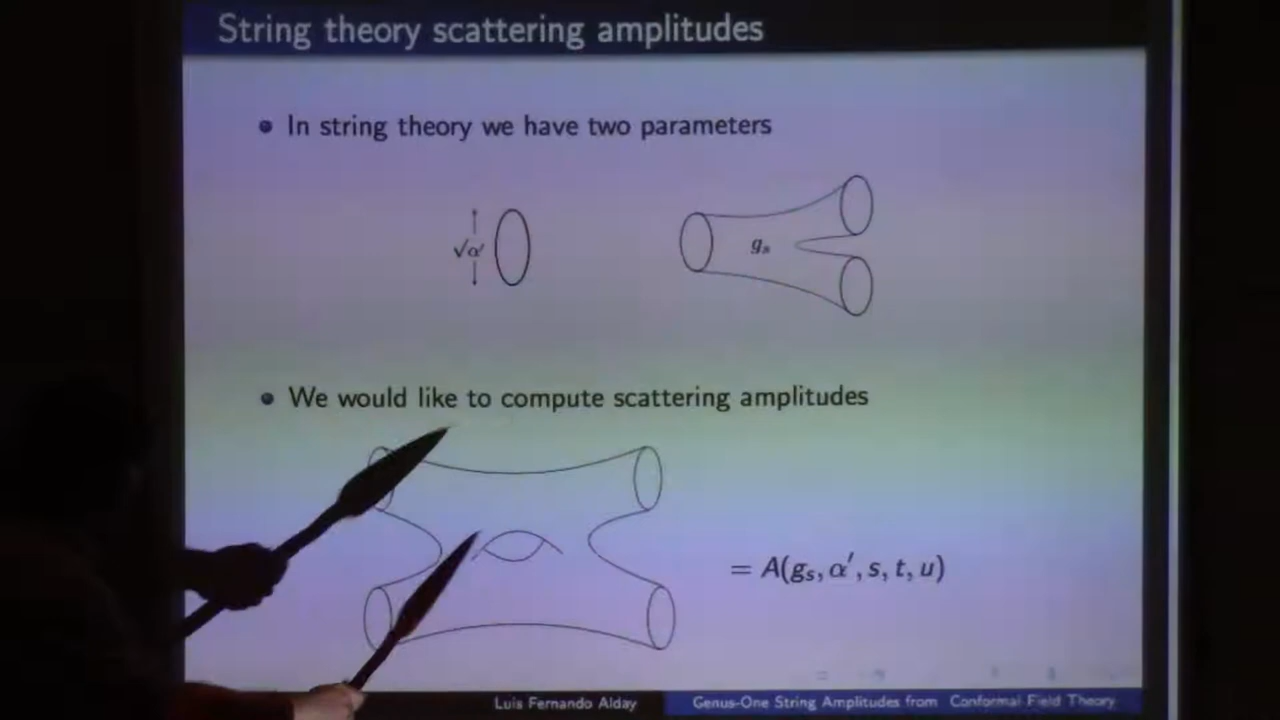 String theory scattering amplitudes
In string theory we have two parameters
√α′
gs
We would like to compute scattering amplitudes
= A(gs, α′, s, t, u)
Luis Fernando Alday
Genus-One String Amplitudes from Conformal Field Theory